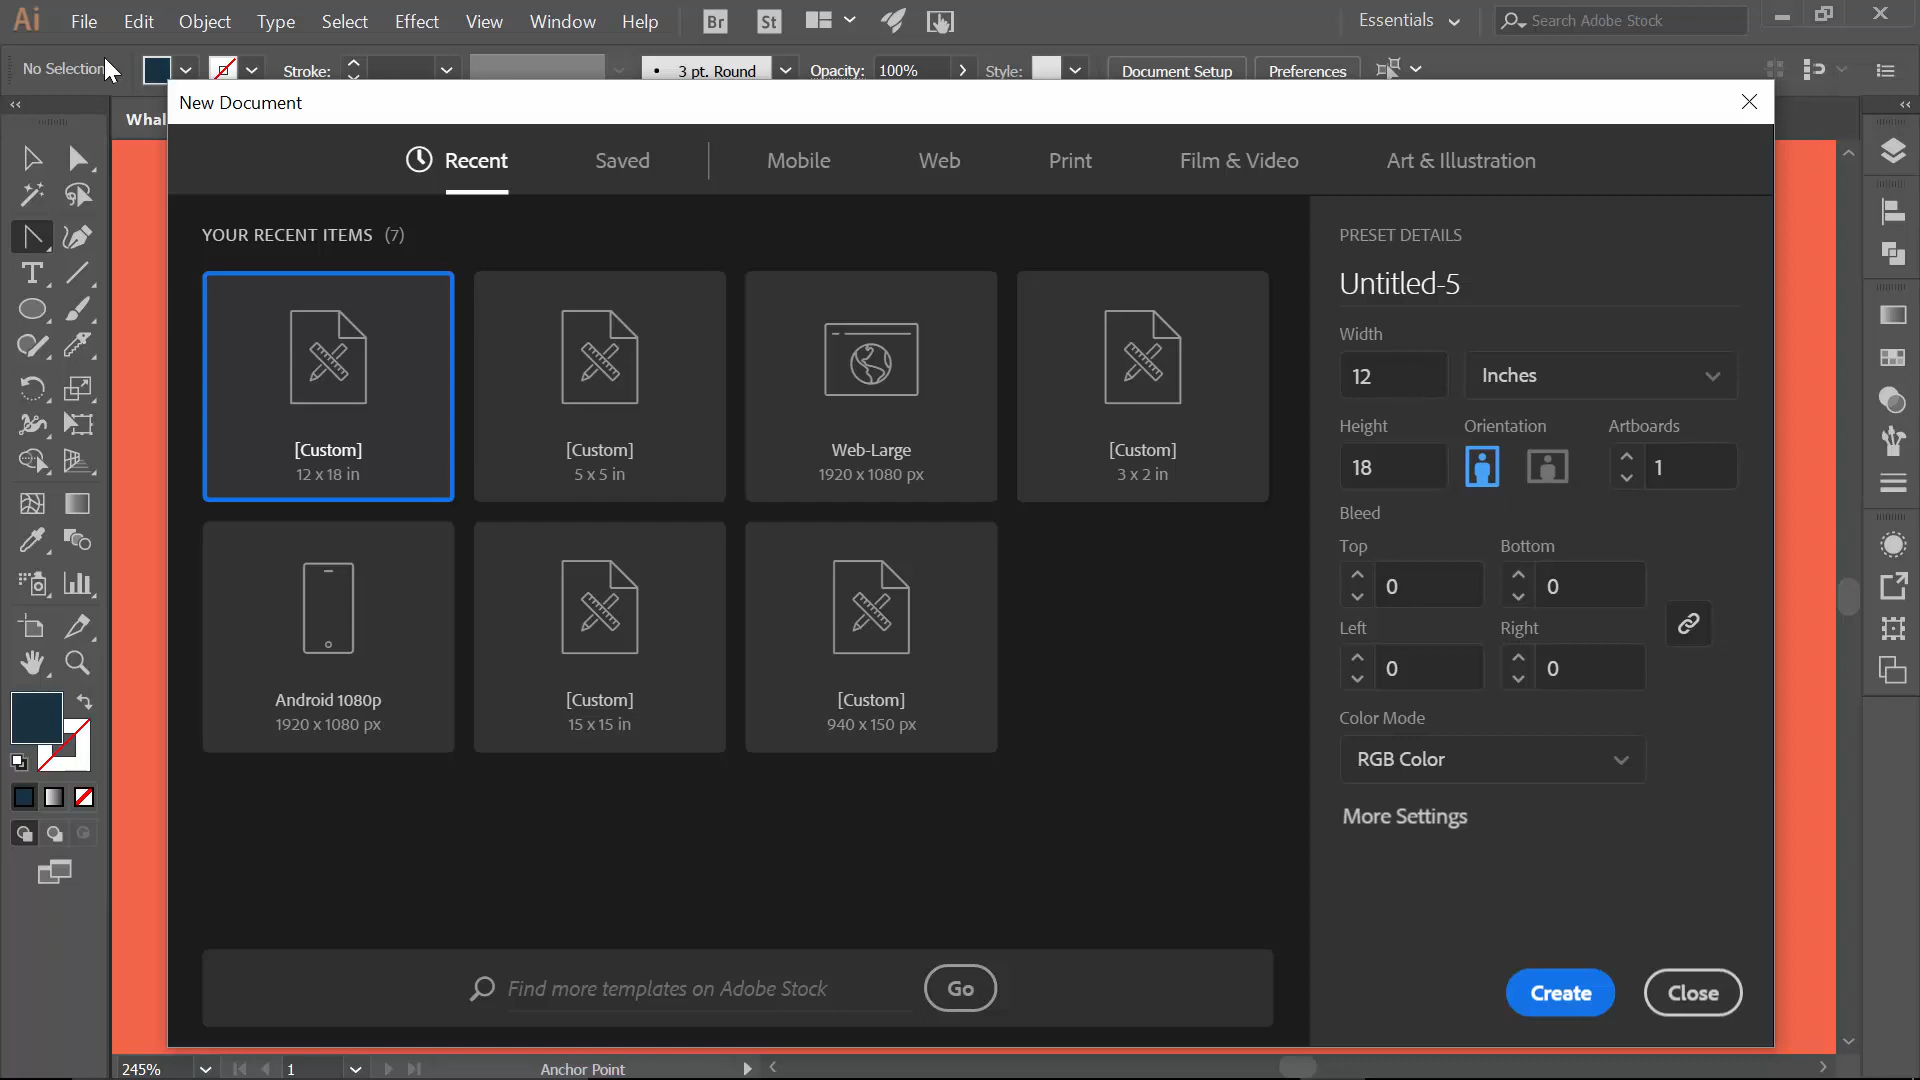 Ai File Edit Object Type Select Effect View Window Help Br St Essentials Search Adobe Stock
No Selection Stroke: 3 pt. Round Opacity: 100% Style: Document Setup Preferences
New Document
Whal
Recent Saved Mobile Web Print Film & Video Art & Illustration
YOUR RECENT ITEMS (7)
[Custom]
12 x 18 in
[Custom]
5 x 5 in
Web-Large
1920 x 1080 px
[Custom]
3 x 2 in
Android 1080p
1920 x 1080 px
[Custom]
15 x 15 in
[Custom]
940 x 150 px
Find more templates on Adobe Stock Go
PRESET DETAILS
Untitled-5
Width
12 Inches
Height Orientation Artboards
18 1
Bleed
Top Bottom
0 0
Left Right
0 0
Color Mode
RGB Color
More Settings
Create Close
245% 1 Anchor Point